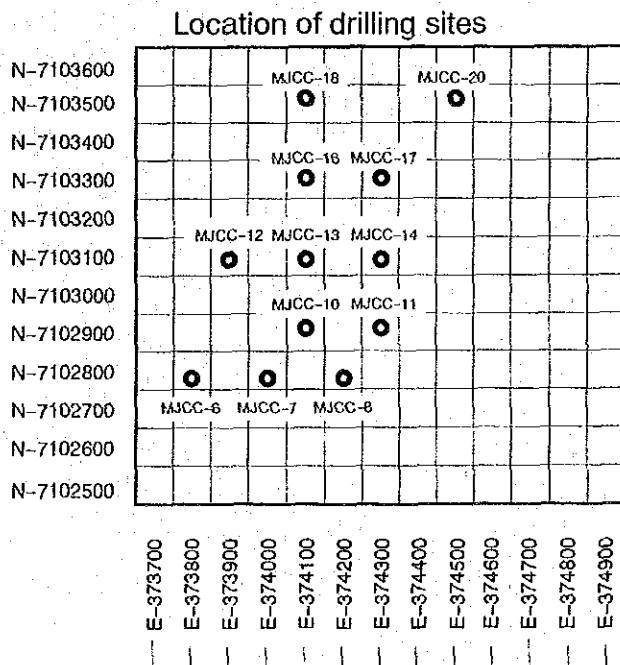 Location of drilling sites
N-7103600
MJCC-18 MJCC-20
N-7103500
N-7103400
MJCC-16 MJCC-17
N-7103300
N-7103200
MJCC-12 MJCC-13 MJCC-14
N-7103100
N-7103000
MJCC-10 MJCC-11
N-7102900
N-7102800
MJCC-6 MJCC-7 MJCC-8
N-7102700
N-7102600
N-7102500
E-373700
E-373800
E-373900
E-374000
E-374100
E-374200
E-374300
E-374400
E-374500
E-374600
E-374700
E-374800
E-374900